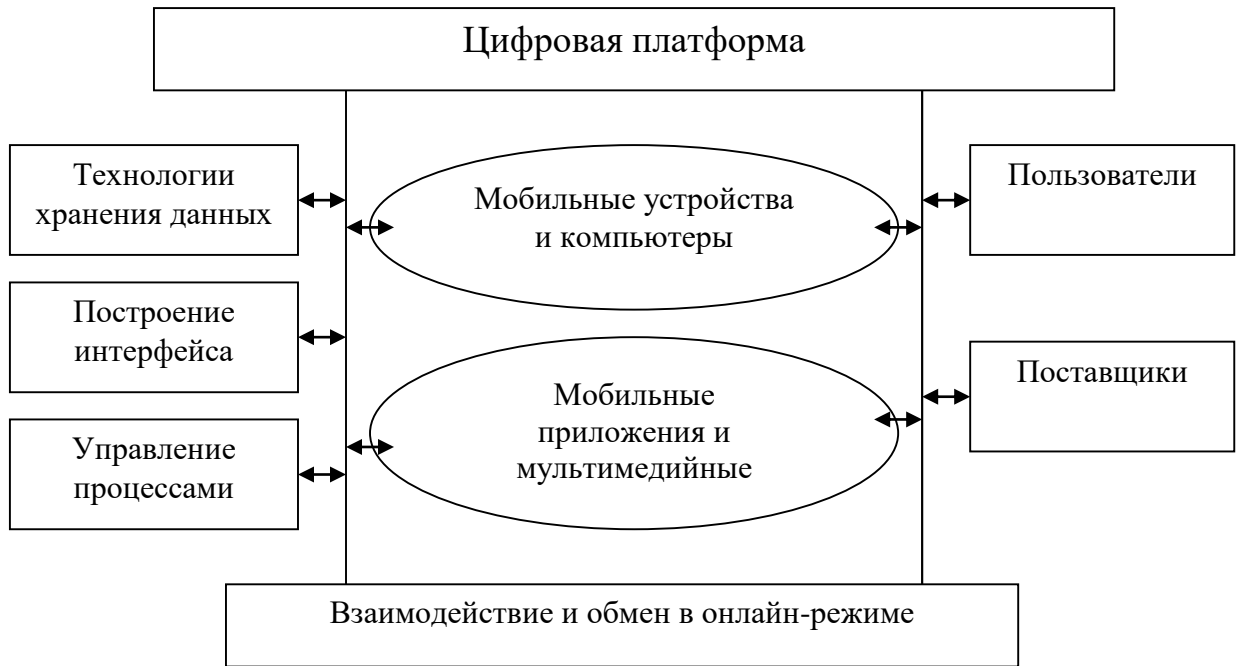 Цифровая платформа
Технологии
хранения данных
Построение
интерфейса
Управление
процессами
Мобильные устройства
и компьютеры
Мобильные
приложения и
мультимедийные
Пользователи
Поставщики
Взаимодействие и обмен в онлайн-режиме